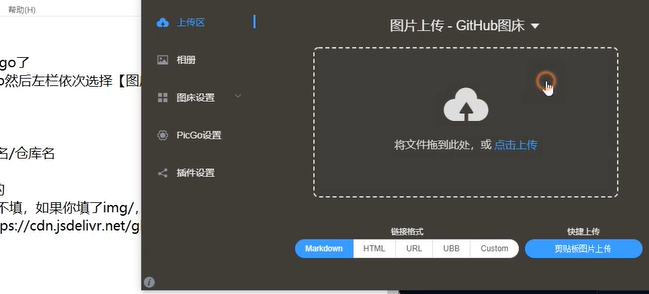 帮助(H)
go了
o然后左栏依次选择【图
名/仓库名
的
不填，如果你填了img/，
ps://cdn.jsdelivr.net/g
上传区
相册
图床设置
PicGo设置
插件设置
图片上传 - GitHub图床
将文件拖到此处，或 点击上传
链接格式
快捷上传
Markdown HTML URL UBB Custom
剪贴板图片上传